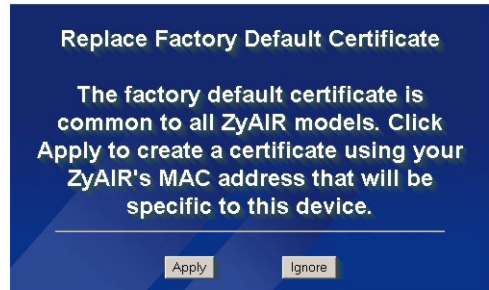 Replace Factory Default Certificate
The factory default certificate is
common to all ZyAIR models. Click
Apply to create a certificate using your
ZyAIR's MAC address that will be
specific to this device.
Apply
Ignore